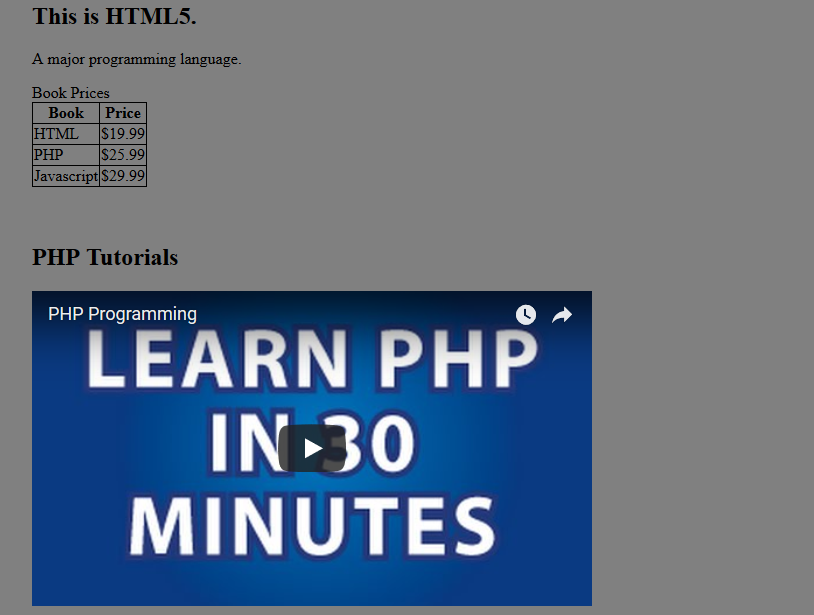 This is HTML5.
A major programming language.
Book Prices
Book Price
HTML $19.99
PHP $25.99
Javascript $29.99
PHP Tutorials
PHP Programming
LEARN PHP
IN 30
MINUTES